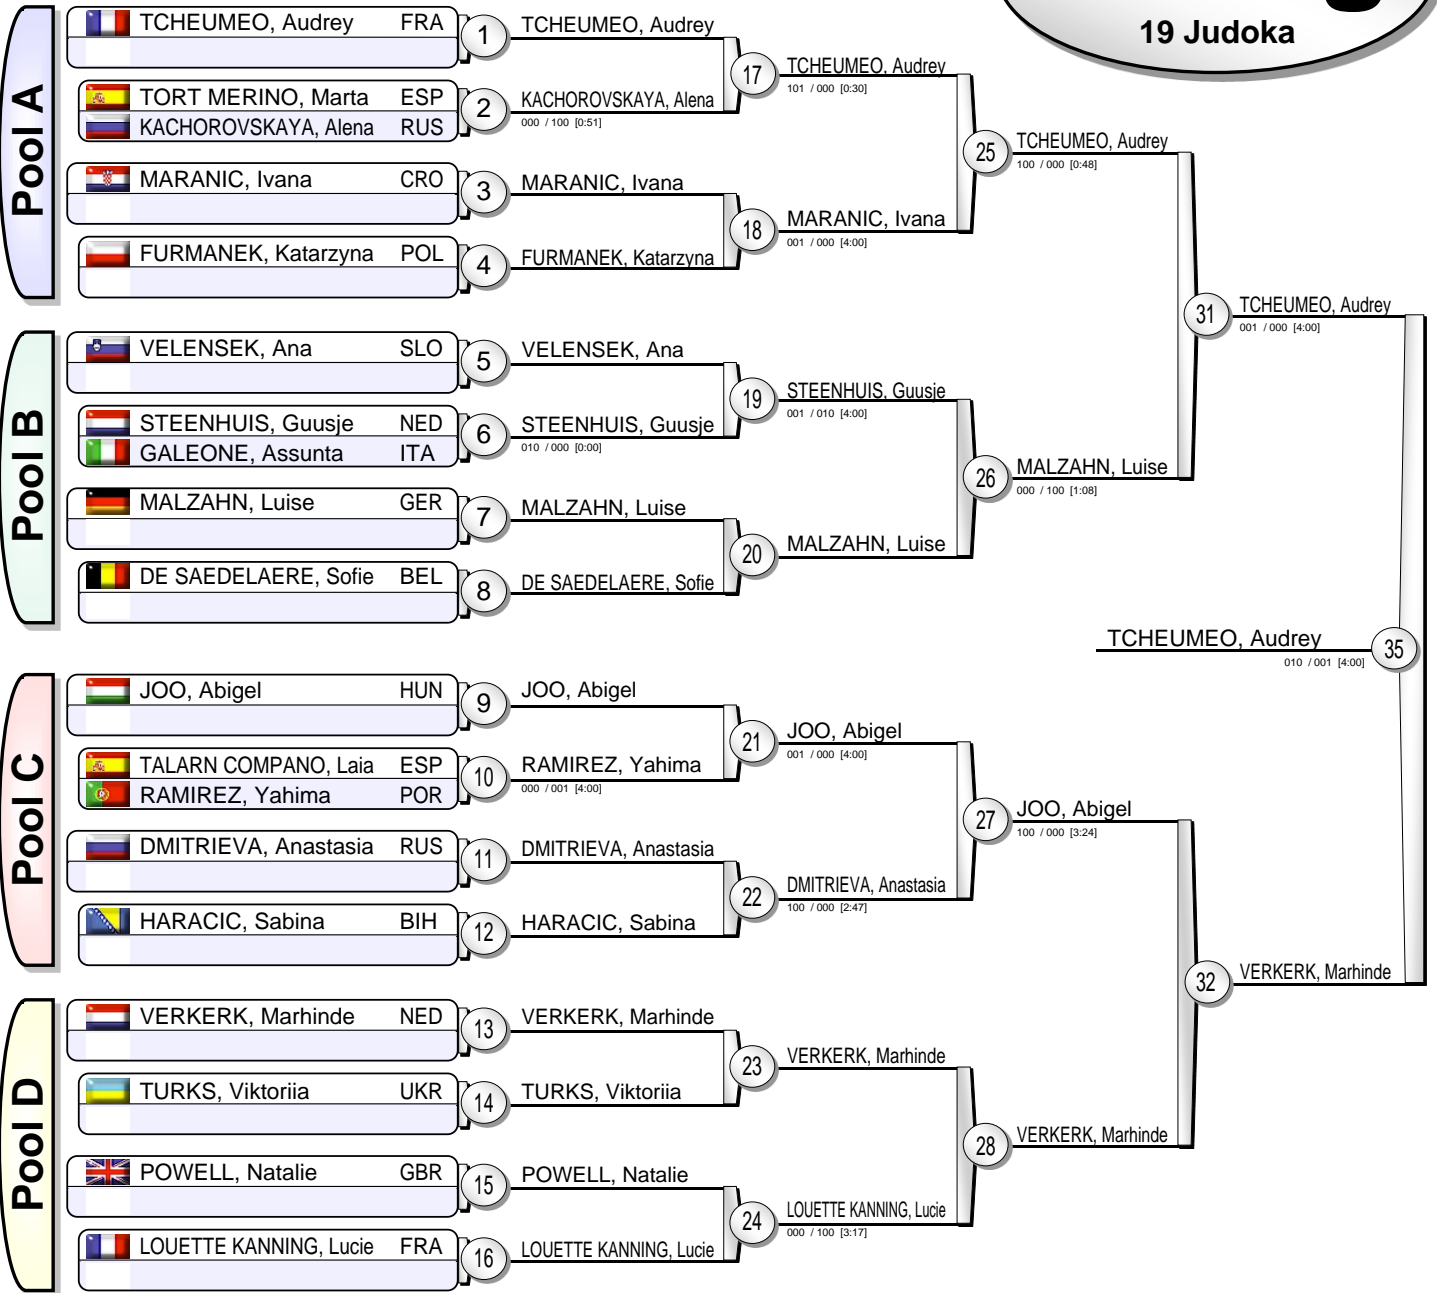 19 Judoka
Pool A
TCHEUMEO, Audrey FRA
1
TORT MERINO, Marta ESP
KACHOROVSKAYA, Alena RUS
2
MARANIC, Ivana CRO
3
FURMANEK, Katarzyna POL
4
Pool B
VELENSEK, Ana SLO
5
STEENHUIS, Guusje NED
GALEONE, Assunta ITA
6
MALZAHN, Luise GER
7
DE SAEDELAERE, Sofie BEL
8
Pool C
JOO, Abigel HUN
9
TALARN COMPANO, Laia ESP
RAMIREZ, Yahima POR
10
DMITRIEVA, Anastasia RUS
11
HARACIC, Sabina BIH
12
Pool D
VERKERK, Marhinde NED
13
TURKS, Viktoriia UKR
14
POWELL, Natalie GBR
15
LOUETTE KANNING, Lucie FRA
16
TCHEUMEO, Audrey
KACHOROVSKAYA, Alena
000 / 100 [0:51]
17
MARANIC, Ivana
FURMANEK, Katarzyna
18
VELENSEK, Ana
STEENHUIS, Guusje
010 / 000 [0:00]
19
MALZAHN, Luise
DE SAEDELAERE, Sofie
20
JOO, Abigel
RAMIREZ, Yahima
000 / 001 [4:00]
21
DMITRIEVA, Anastasia
HARACIC, Sabina
22
VERKERK, Marhinde
TURKS, Viktoriia
23
POWELL, Natalie
LOUETTE KANNING, Lucie
24
TCHEUMEO, Audrey
101 / 000 [0:30]
MARANIC, Ivana
001 / 000 [4:00]
25
STEENHUIS, Guusje
001 / 010 [4:00]
MALZAHN, Luise
26
JOO, Abigel
001 / 000 [4:00]
DMITRIEVA, Anastasia
100 / 000 [2:47]
27
VERKERK, Marhinde
LOUETTE KANNING, Lucie
000 / 100 [3:17]
28
TCHEUMEO, Audrey
100 / 000 [0:48]
MALZAHN, Luise
000 / 100 [1:08]
31
JOO, Abigel
100 / 000 [3:24]
VERKERK, Marhinde
32
TCHEUMEO, Audrey
001 / 000 [4:00]
VERKERK, Marhinde
TCHEUMEO, Audrey
010 / 001 [4:00]
35